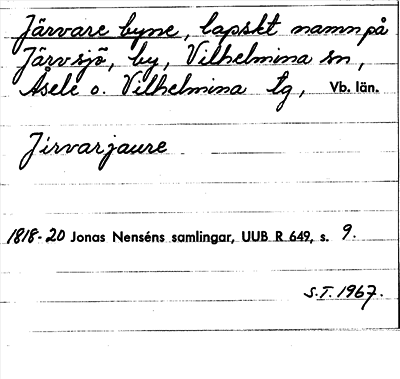 Järvare byne, lapskt namn på
Järvsjö, by, Vilhelmina sn,
Åsele o. Vilhelmina tg, Vb. län.
Jirvarjaure
1818-20 Jonas Nenséns samlingar, UUB R 649, s. 9.
S.T. 1967.